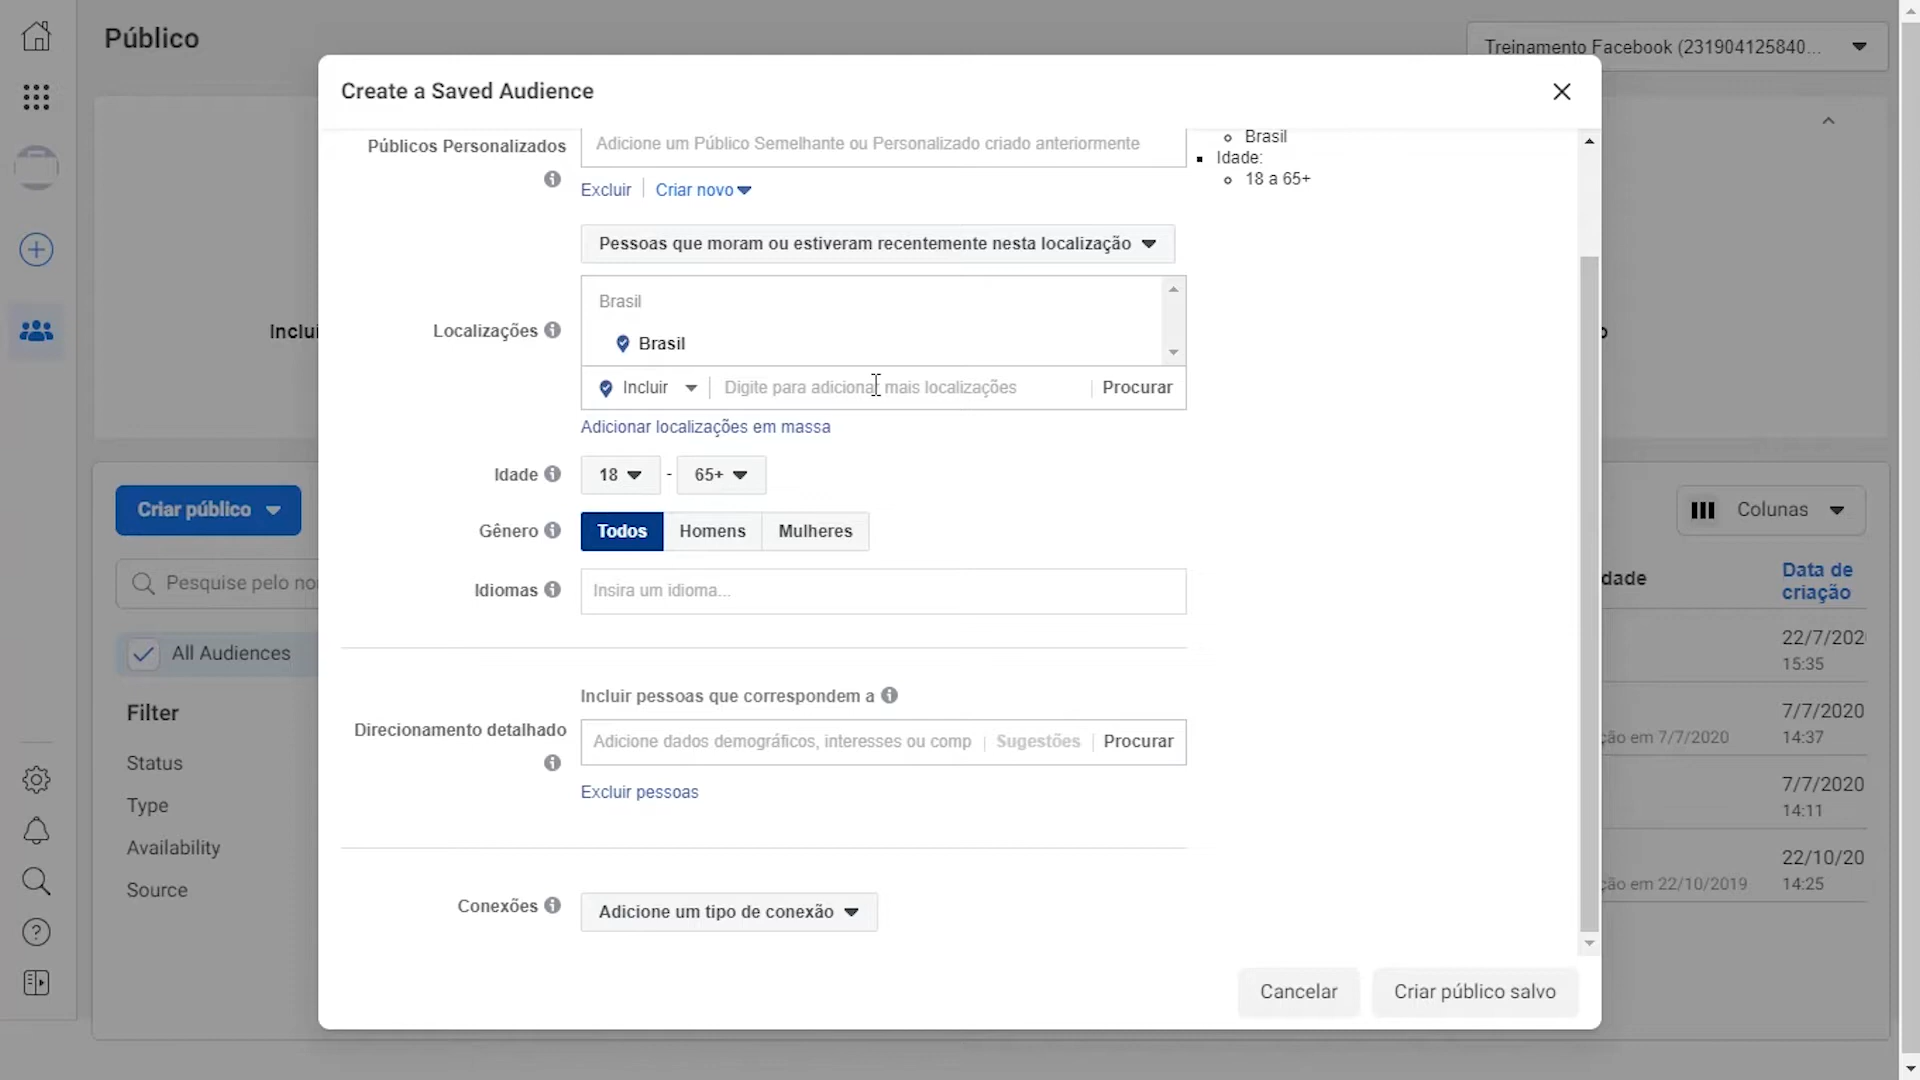 Público
Treinamento Facebook (231904125840...
Create a Saved Audience
Públicos Personalizados
Adicione um Público Semelhante ou Personalizado criado anteriormente
Excluir
Criar novo
Brasil
Idade:
18 a 65+
Pessoas que moram ou estiveram recentemente nesta localização
Localizações
Brasil
Brasil
Incluir
Digite para adicionar mais localizações
Procurar
Adicionar localizações em massa
Idade
18
-
65+
Gênero
Todos
Homens
Mulheres
Idiomas
Insira um idioma...
Incluir pessoas que correspondem a
Direcionamento detalhado
Adicione dados demográficos, interesses ou comp
Sugestões
Procurar
Excluir pessoas
Conexões
Adicione um tipo de conexão
Cancelar
Criar público salvo
Inclui
Criar público
Pesquise pelo no
All Audiences
Filter
Status
Type
Availability
Source
Colunas
dade
Data de
criação
22/7/202
15:35
7/7/2020
ção em 7/7/2020
14:37
7/7/2020
14:11
22/10/20
ção em 22/10/2019
14:25